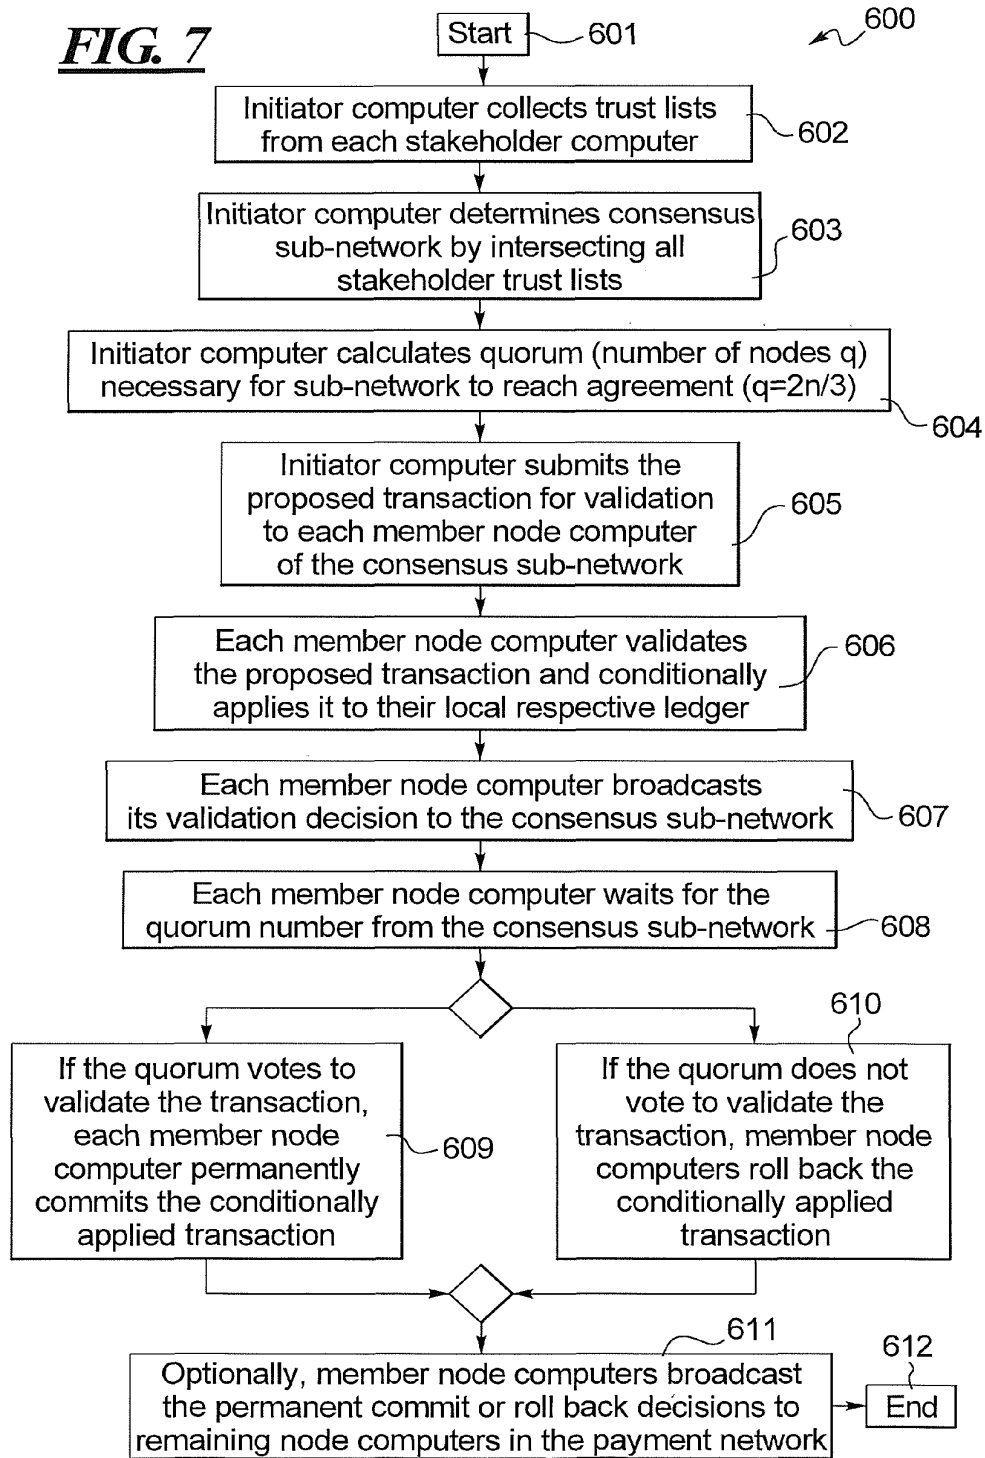 FIG. 7
600
Start
601
Initiator computer collects trust lists
from each stakeholder computer
602
Initiator computer determines consensus
sub-network by intersecting all
stakeholder trust lists
603
Initiator computer calculates quorum (number of nodes q)
necessary for sub-network to reach agreement (q=2n/3)
604
Initiator computer submits the
proposed transaction for validation
to each member node computer
of the consensus sub-network
605
Each member node computer validates
the proposed transaction and conditionally
applies it to their local respective ledger
606
Each member node computer broadcasts
its validation decision to the consensus sub-network
607
Each member node computer waits for the
quorum number from the consensus sub-network
608
If the quorum votes to
validate the transaction,
each member node
computer permanently
commits the conditionally
applied transaction
609
610
If the quorum does not
vote to validate the
transaction, member node
computers roll back the
conditionally applied
transaction
611
Optionally, member node computers broadcast
the permanent commit or roll back decisions to
remaining node computers in the payment network
612
End